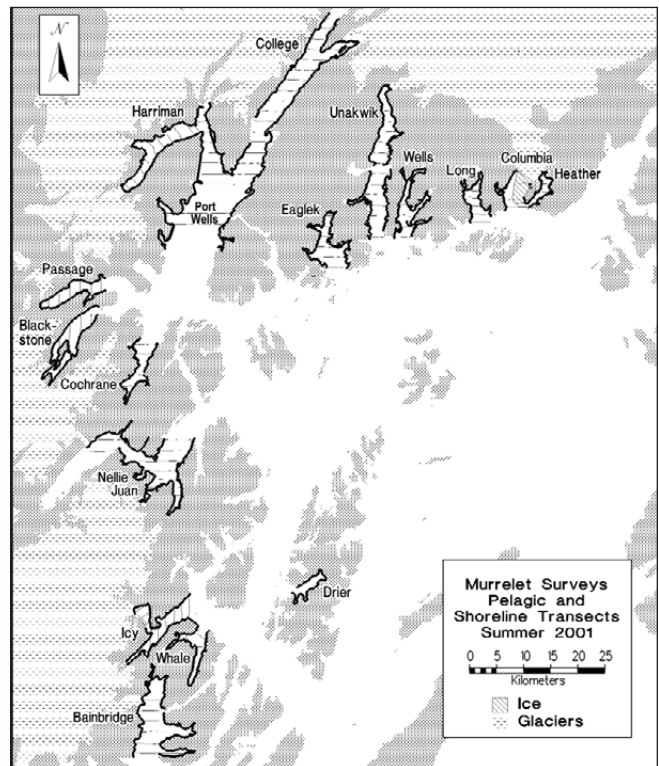 N
College
Harriman
Unakwik
Wells
Long
Columbia
Heather
Port
Wells
Eaglek
Passage
Black-
stone
Cochrane
Nellie
Juan
Drier
Icy
Whale
Bainbridge
Murrelet Surveys
Pelagic and
Shoreline Transects
Summer 2001
0 5 10 15 20 25
Kilometers
Ice
Glaciers